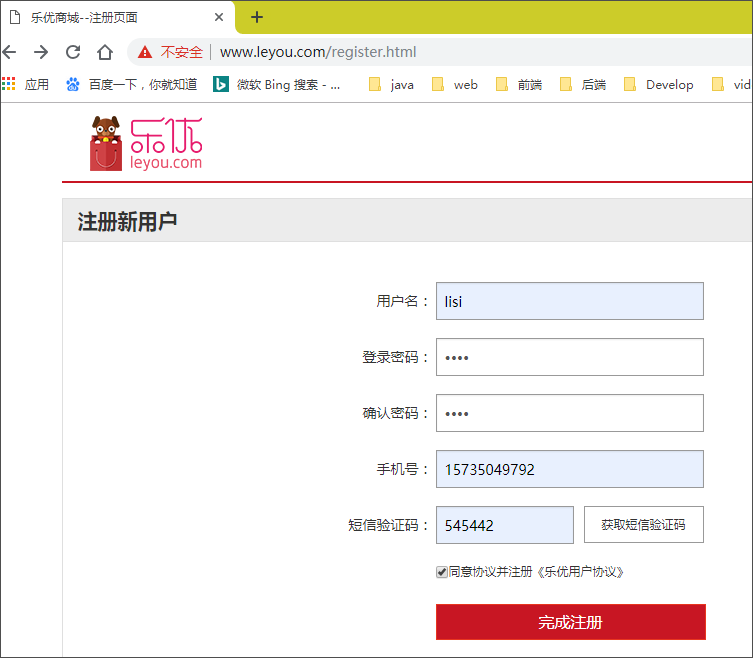 乐优商城--注册页面
不安全 www.leyou.com/register.html
应用 百度一下，你就知道 微软 Bing 搜索 - ... java web 前端 后端 Develop vid
乐优
leyou.com
注册新用户
用户名： lisi
登录密码： ••••
确认密码： ••••
手机号： 15735049792
短信验证码： 545442 获取短信验证码
同意协议并注册《乐优用户协议》
完成注册